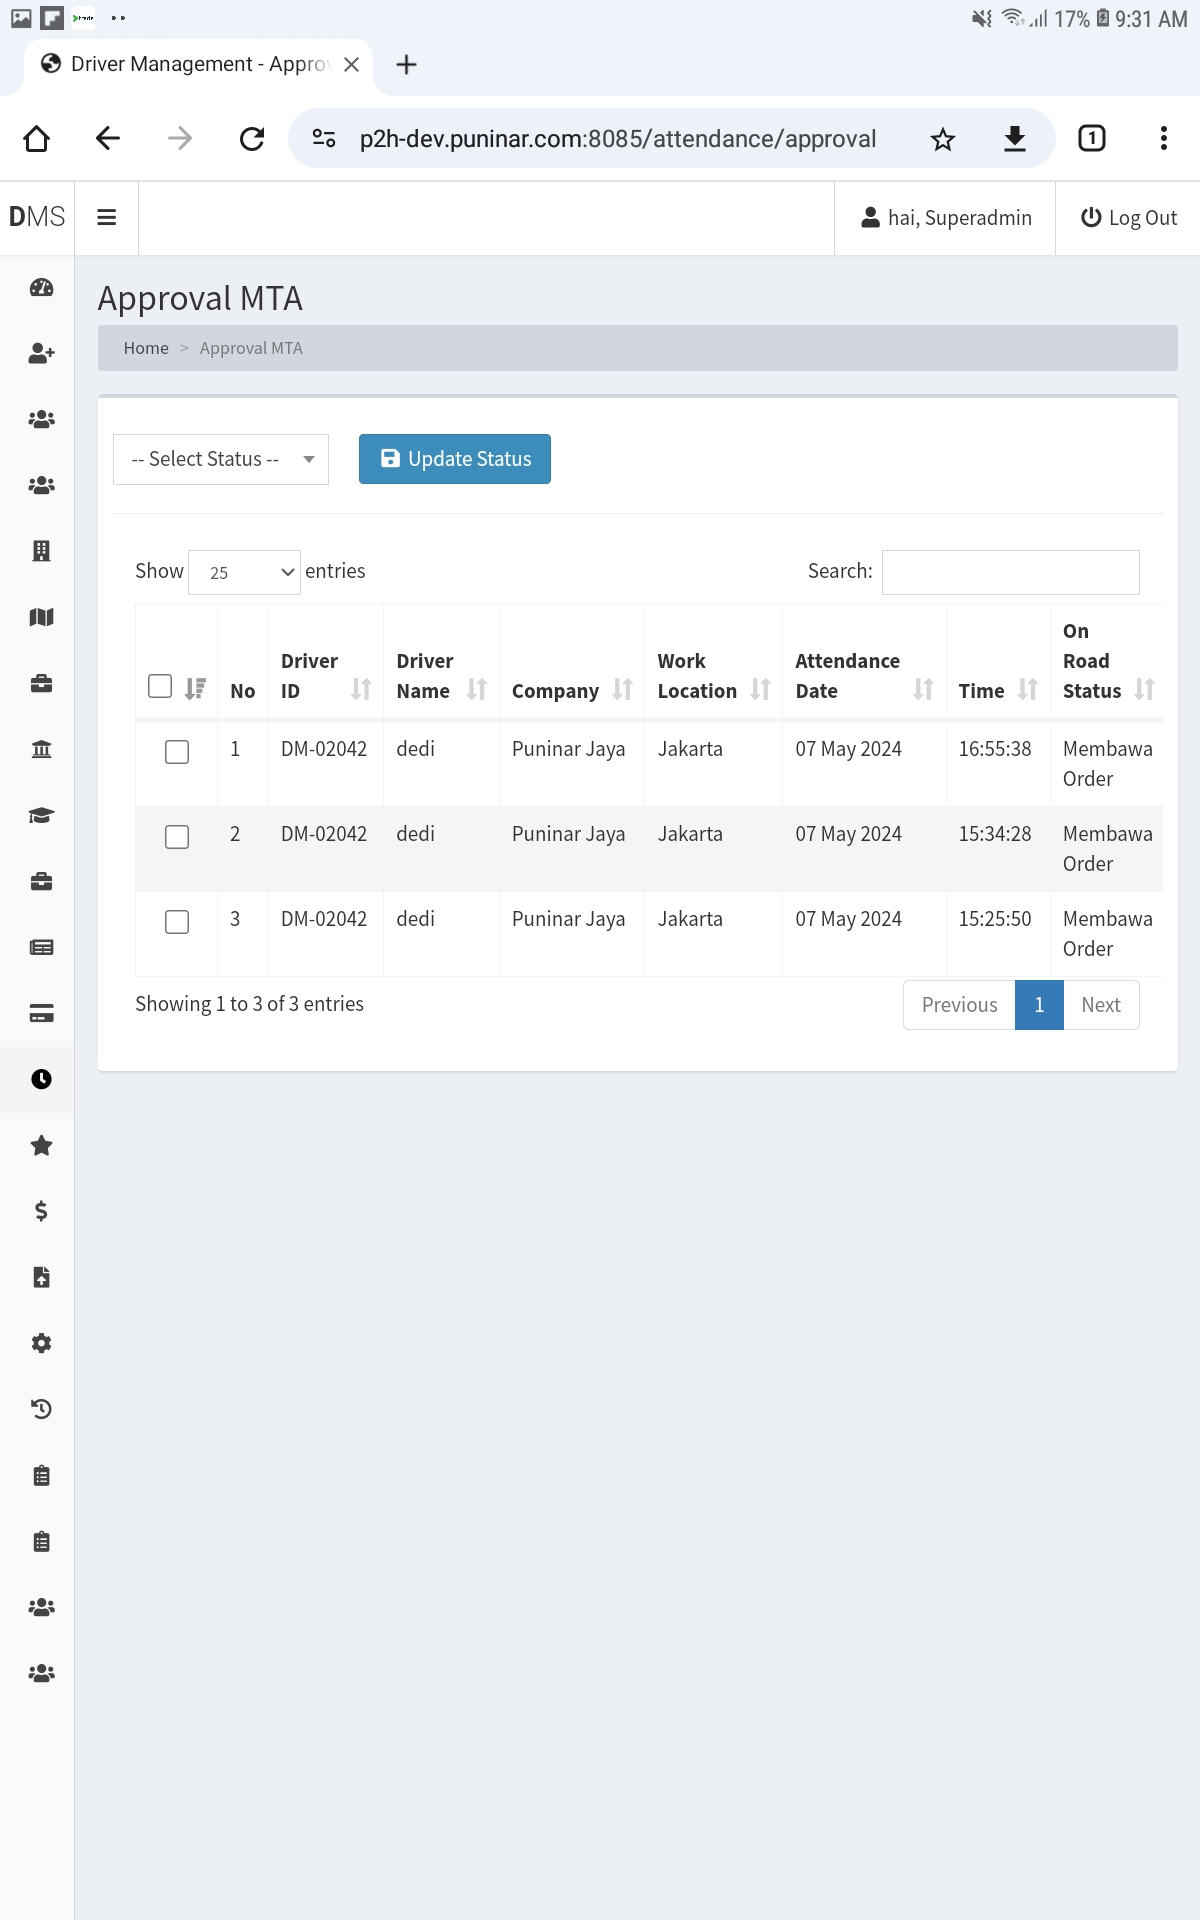 17% 9:31 AM
Driver Management - Appro
p2h-dev.puninar.com:8085/attendance/approval
1
DMS
hai, Superadmin
Log Out
Approval MTA
Home > Approval MTA
-- Select Status --
Update Status
Show 25 entries
Search:
No
Driver ID
Driver Name
Company
Work Location
Attendance Date
Time
On Road Status
1 DM-02042 dedi Puninar Jaya Jakarta 07 May 2024 16:55:38 Membawa Order
2 DM-02042 dedi Puninar Jaya Jakarta 07 May 2024 15:34:28 Membawa Order
3 DM-02042 dedi Puninar Jaya Jakarta 07 May 2024 15:25:50 Membawa Order
Showing 1 to 3 of 3 entries
Previous 1 Next